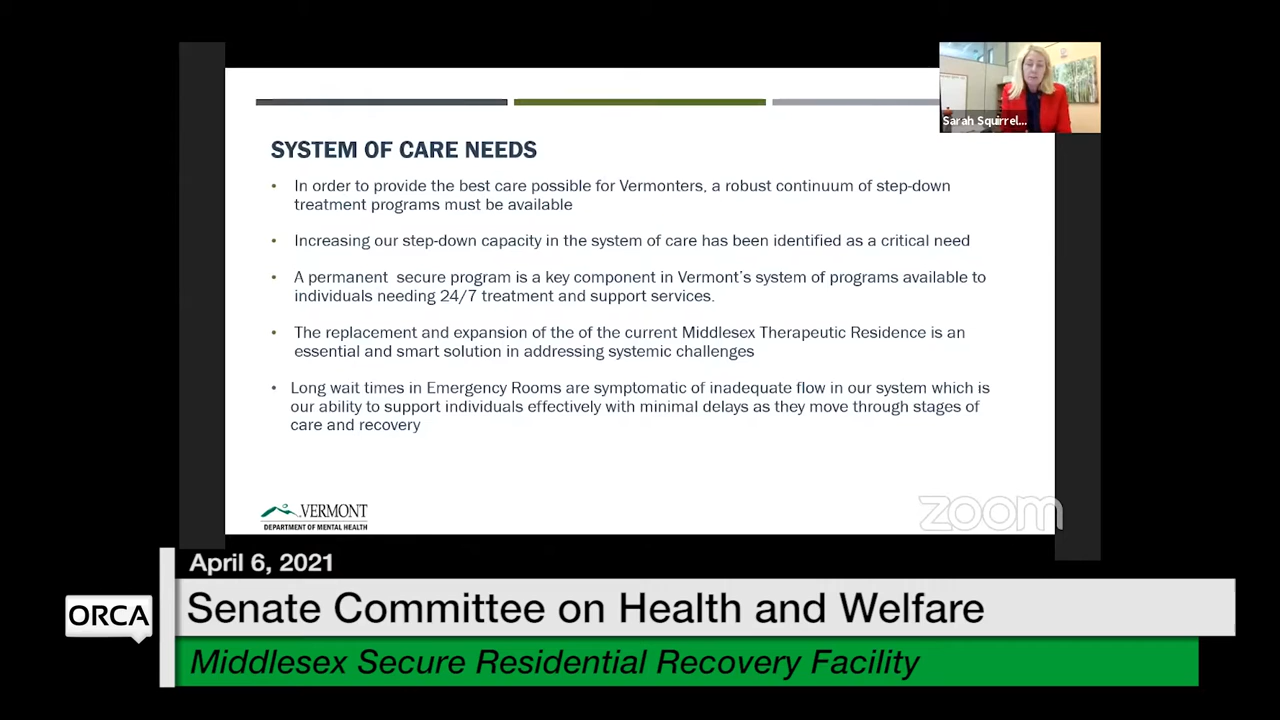 Sarah Squirrel...
SYSTEM OF CARE NEEDS
• In order to provide the best care possible for Vermonters, a robust continuum of step-down
treatment programs must be available
• Increasing our step-down capacity in the system of care has been identified as a critical need
• A permanent  secure program is a key component in Vermont's system of programs available to
individuals needing 24/7 treatment and support services.
• The replacement and expansion of the of the current Middlesex Therapeutic Residence is an
essential and smart solution in addressing systemic challenges
• Long wait times in Emergency Rooms are symptomatic of inadequate flow in our system which is
our ability to support individuals effectively with minimal delays as they move through stages of
care and recovery
VERMONT
DEPARTMENT OF MENTAL HEALTH
zoom
April 6, 2021
ORCA
Senate Committee on Health and Welfare
Middlesex Secure Residential Recovery Facility